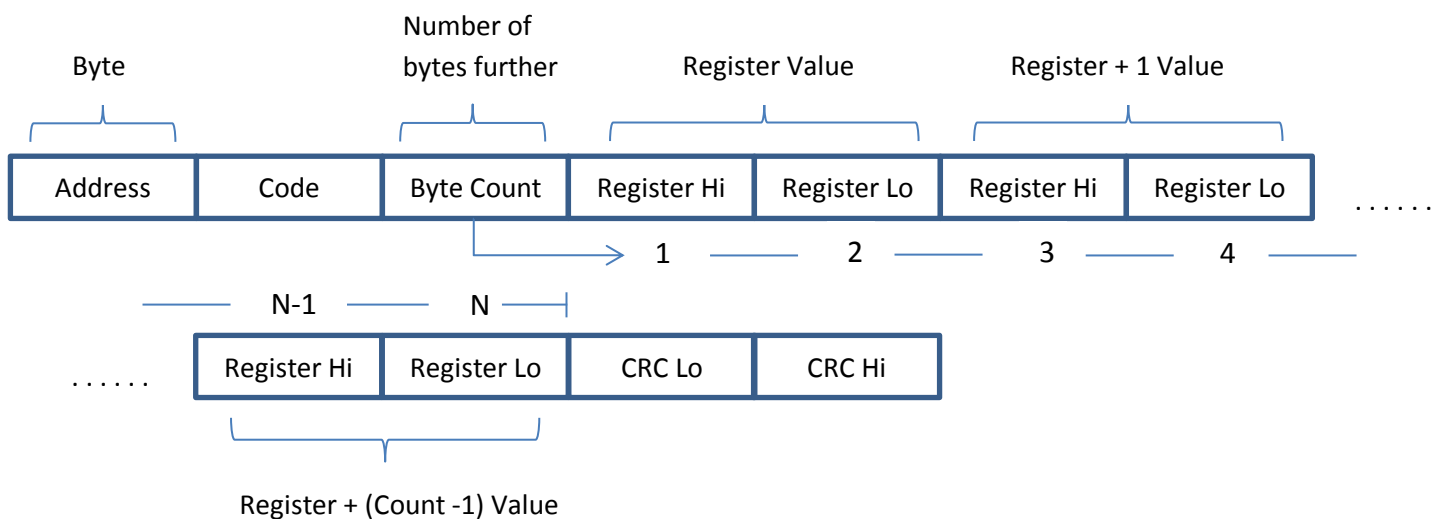 Number of
Byte bytes further Register Value Register + 1 Value
Address Code Byte Count Register Hi Register Lo Register Hi Register Lo ......
1 2 3 4
N-1 N
...... Register Hi Register Lo CRC Lo CRC Hi
Register + (Count -1) Value